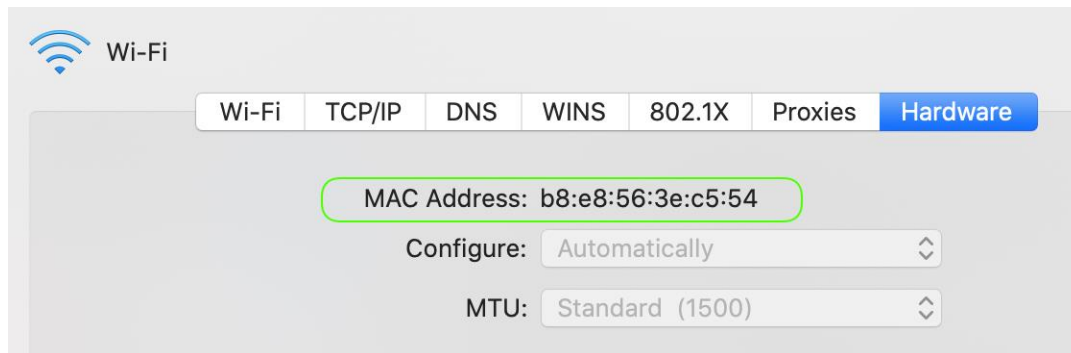 Wi-Fi
Wi-Fi TCP/IP DNS WINS 802.1X Proxies Hardware
MAC Address: b8:e8:56:3e:c5:54
Configure: Automatically
MTU: Standard (1500)